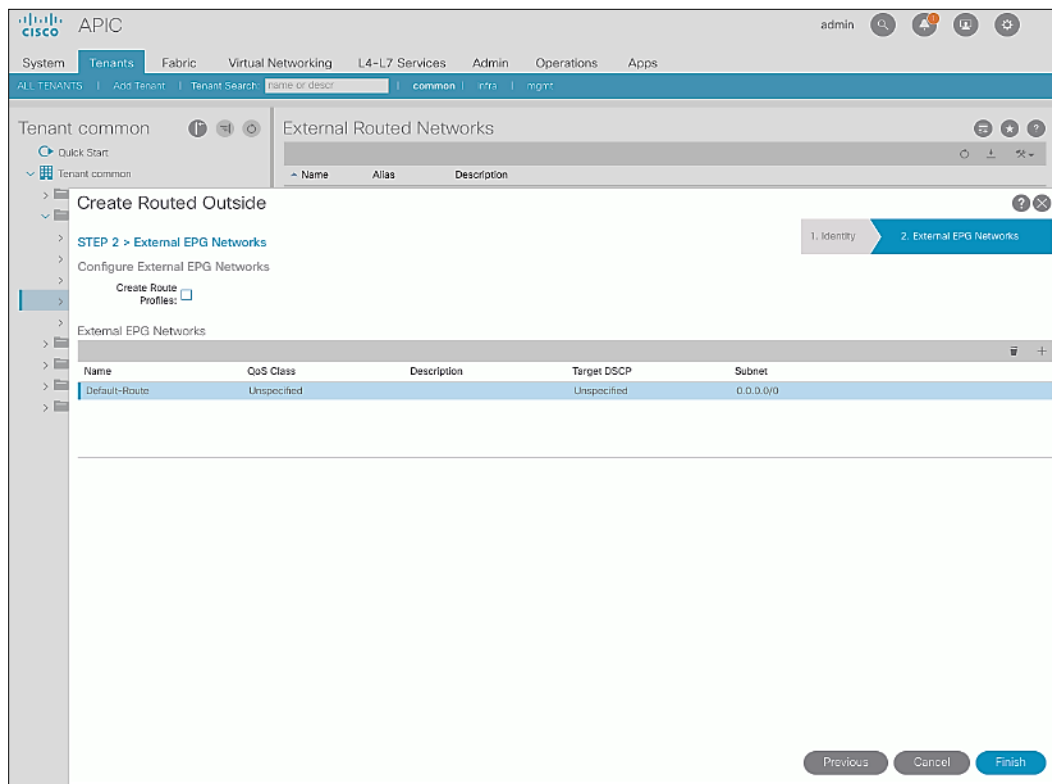 CISCO APIC admin 1
System Tenants Fabric Virtual Networking L4-L7 Services Admin Operations Apps
ALL TENANTS | Add Tenant | Tenant Search: name or descr | common | infra | mgmt
Tenant common
External Routed Networks
Quick Start
Tenant common
Name Alias Description
Create Routed Outside
STEP 2 > External EPG Networks
1. Identity 2. External EPG Networks
Configure External EPG Networks
Create Route
Profiles:
External EPG Networks
Name QoS Class Description Target DSCP Subnet
Default-Route Unspecified Unspecified 0.0.0.0/0
Previous Cancel Finish